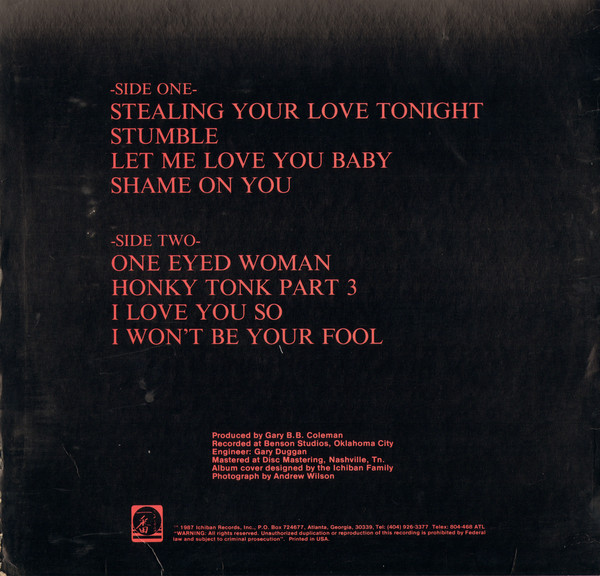 -SIDE ONE-
STEALING YOUR LOVE TONIGHT
STUMBLE
LET ME LOVE YOU BABY
SHAME ON YOU
-SIDE TWO-
ONE EYED WOMAN
HONKY TONK PART 3
I LOVE YOU SO
I WON'T BE YOUR FOOL
Produced by Gary B.B. Coleman
Recorded at Benson Studios, Oklahoma City
Engineer: Gary Duggan
Mastered at Disc Mastering, Nashville, Tn.
Album cover designed by the Ichiban Family
Photograph by Andrew Wilson
1987 Ichiban Records, Inc., P.O. Box 724677, Atlanta, Georgia, 30339, Tel: (404) 926-3377 Telex: 804-468 ATL
"WARNING: All rights reserved. Unauthorized duplication or reproduction of this recording is prohibited by Federal
law and subject to criminal prosecution". Printed in USA.